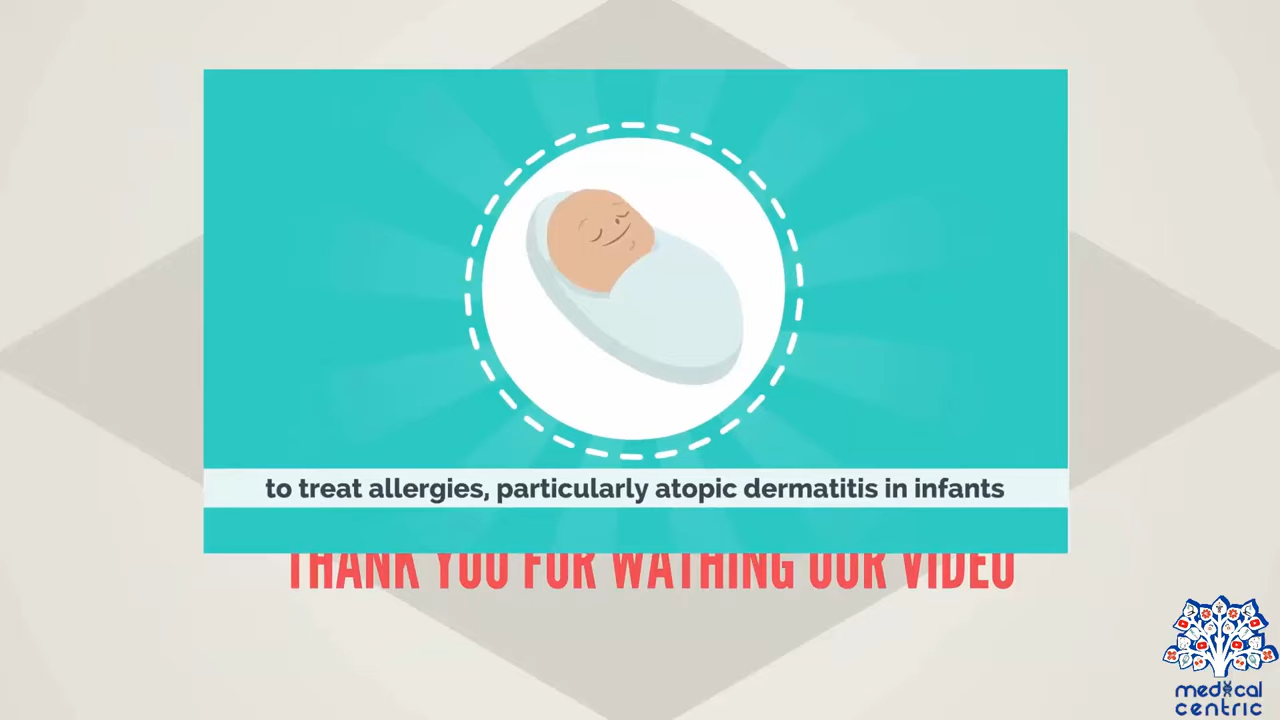 to treat allergies, particularly atopic dermatitis in infants
THANK YOU FOR WATHING OUR VIDEO
medical
centric